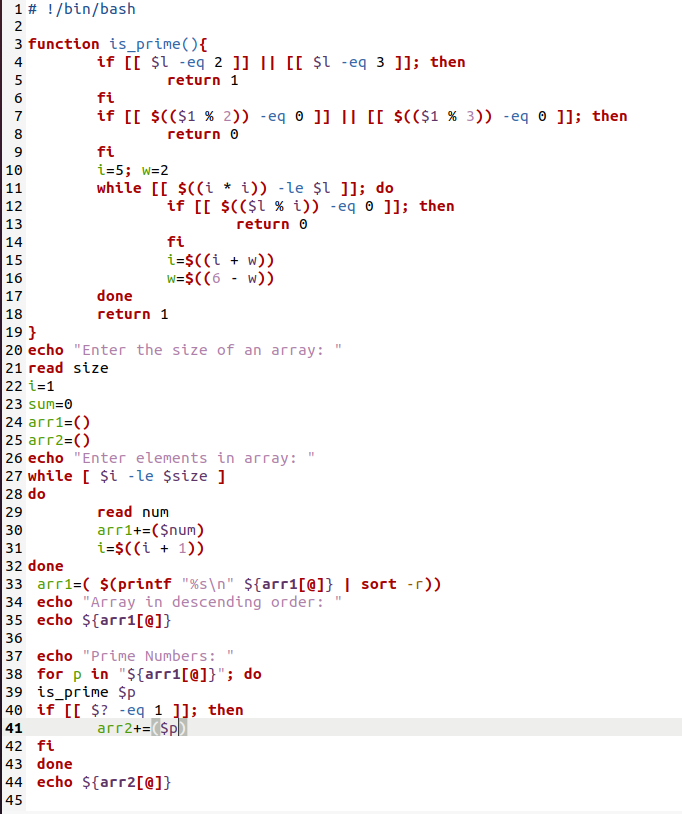 1 # !/bin/bash
2
3 function is_prime(){
4 if [[ $l -eq 2 ]] || [[ $l -eq 3 ]]; then
5 return 1
6 fi
7 if [[ $(($1 % 2)) -eq 0 ]] || [[ $(($1 % 3)) -eq 0 ]]; then
8 return 0
9 fi
10 i=5; w=2
11 while [[ $((i * i)) -le $l ]]; do
12 if [[ $(($l % i)) -eq 0 ]]; then
13 return 0
14 fi
15 i=$((i + w))
16 w=$((6 - w))
17 done
18 return 1
19 }
20 echo "Enter the size of an array: "
21 read size
22 i=1
23 sum=0
24 arr1=()
25 arr2=()
26 echo "Enter elements in array: "
27 while [ $i -le $size ]
28 do
29 read num
30 arr1+=($num)
31 i=$((i + 1))
32 done
33 arr1=( $(printf "%s\n" ${arr1[@]} | sort -r))
34 echo "Array in descending order: "
35 echo ${arr1[@]}
36
37 echo "Prime Numbers: "
38 for p in "${arr1[@]}"; do
39 is_prime $p
40 if [[ $? -eq 1 ]]; then
41 arr2+=($p)
42 fi
43 done
44 echo ${arr2[@]}
45